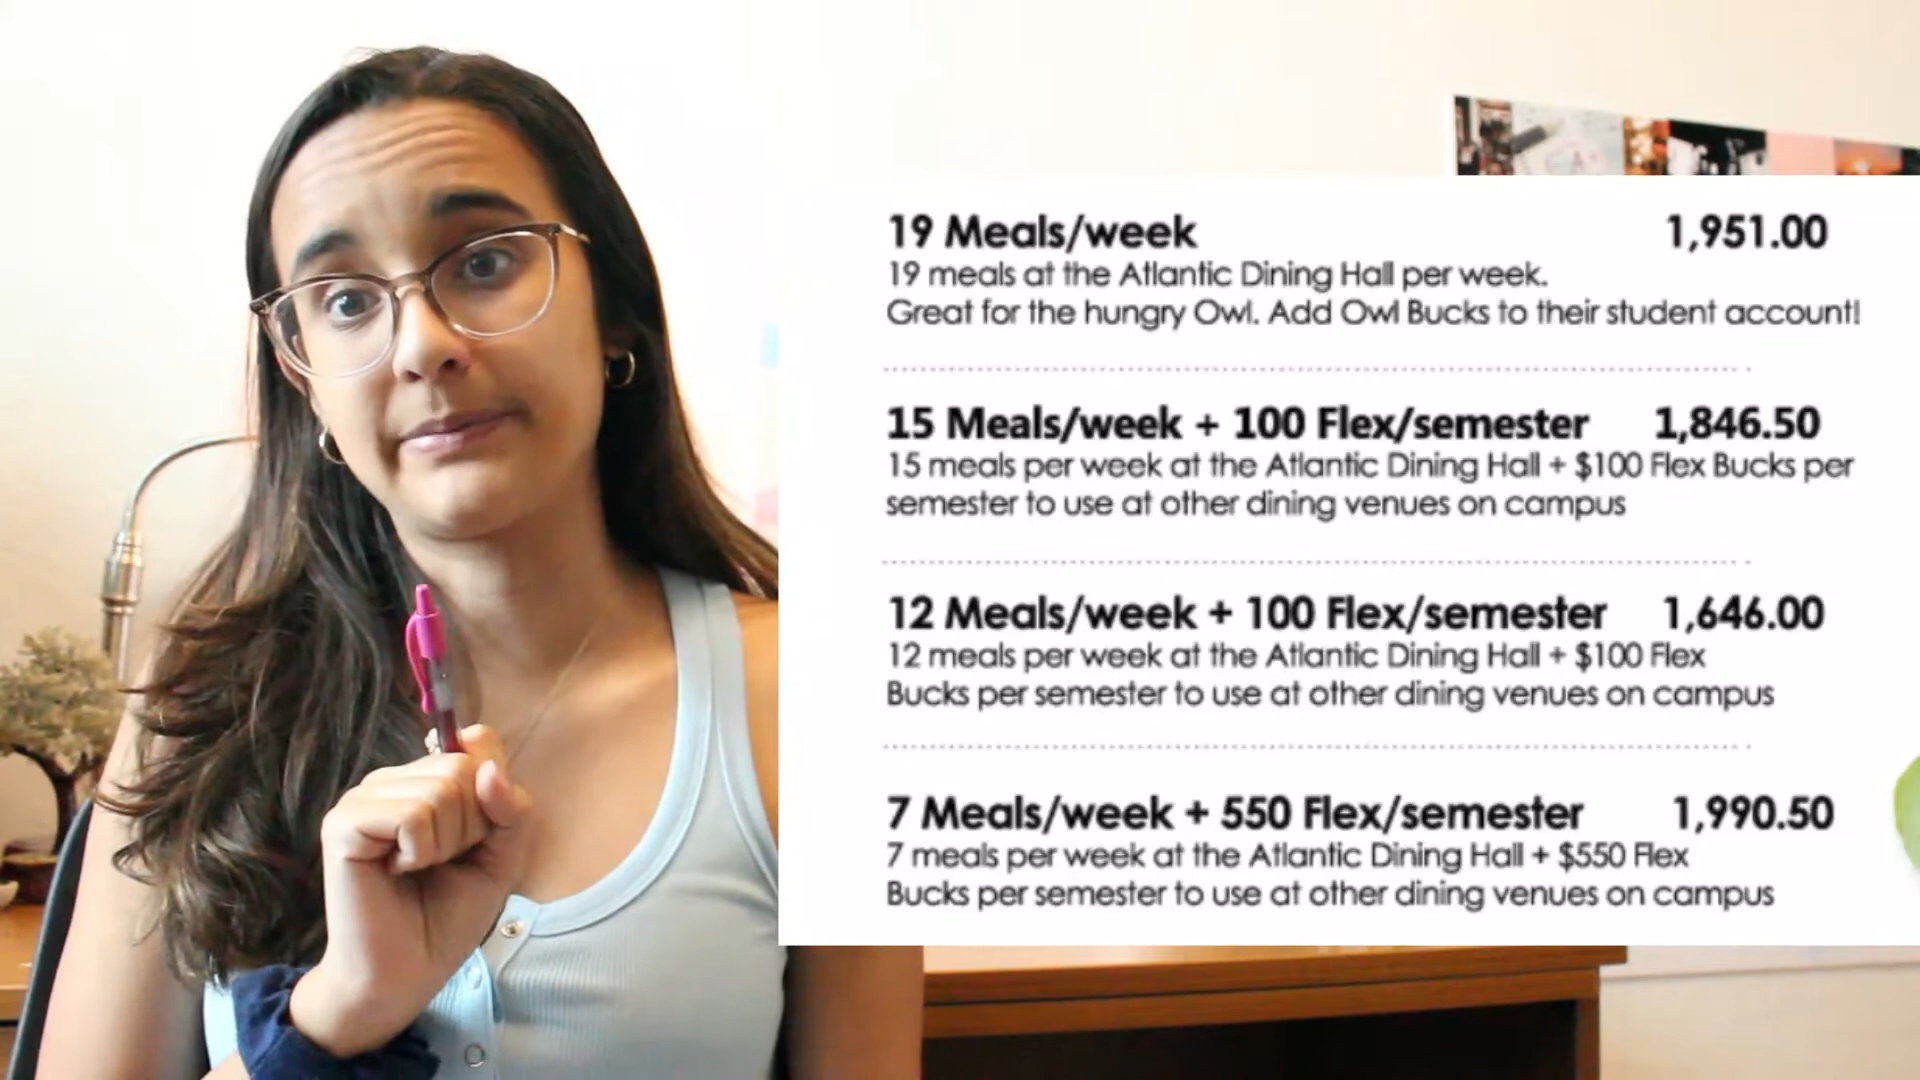 19 Meals/week 1,951.00
19 meals at the Atlantic Dining Hall per week.
Great for the hungry Owl. Add Owl Bucks to their student account!
15 Meals/week + 100 Flex/semester 1,846.50
15 meals per week at the Atlantic Dining Hall + $100 Flex Bucks per
semester to use at other dining venues on campus
12 Meals/week + 100 Flex/semester 1,646.00
12 meals per week at the Atlantic Dining Hall + $100 Flex
Bucks per semester to use at other dining venues on campus
7 Meals/week + 550 Flex/semester 1,990.50
7 meals per week at the Atlantic Dining Hall + $550 Flex
Bucks per semester to use at other dining venues on campus